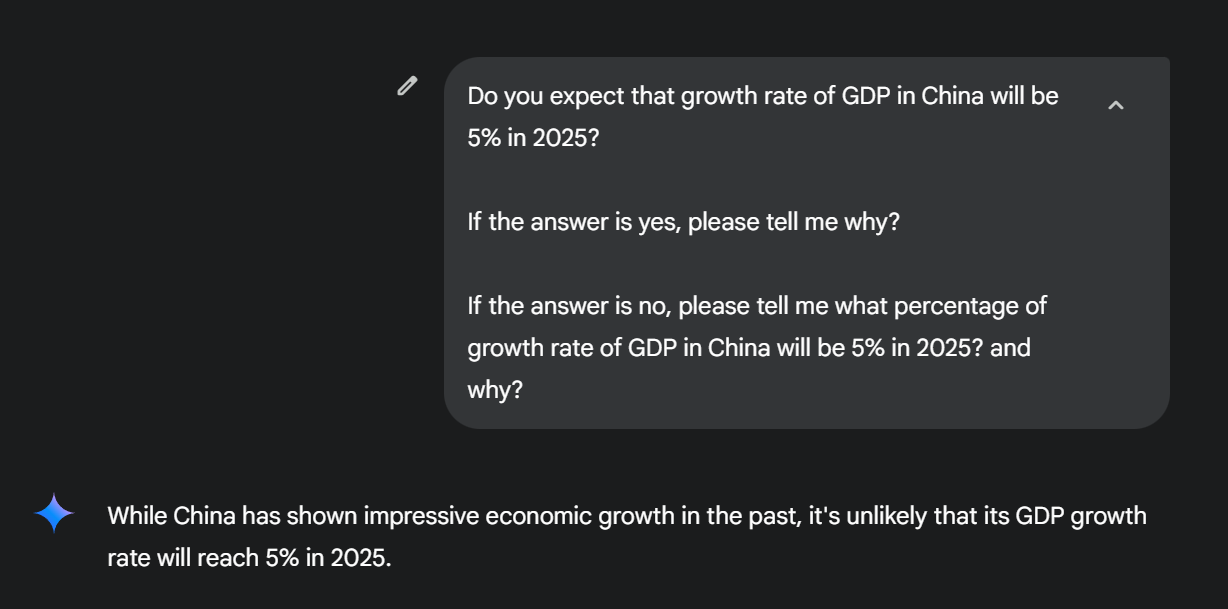 Do you expect that growth rate of GDP in China will be
5% in 2025?
If the answer is yes, please tell me why?
If the answer is no, please tell me what percentage of
growth rate of GDP in China will be 5% in 2025? and
why?
While China has shown impressive economic growth in the past, it's unlikely that its GDP growth
rate will reach 5% in 2025.